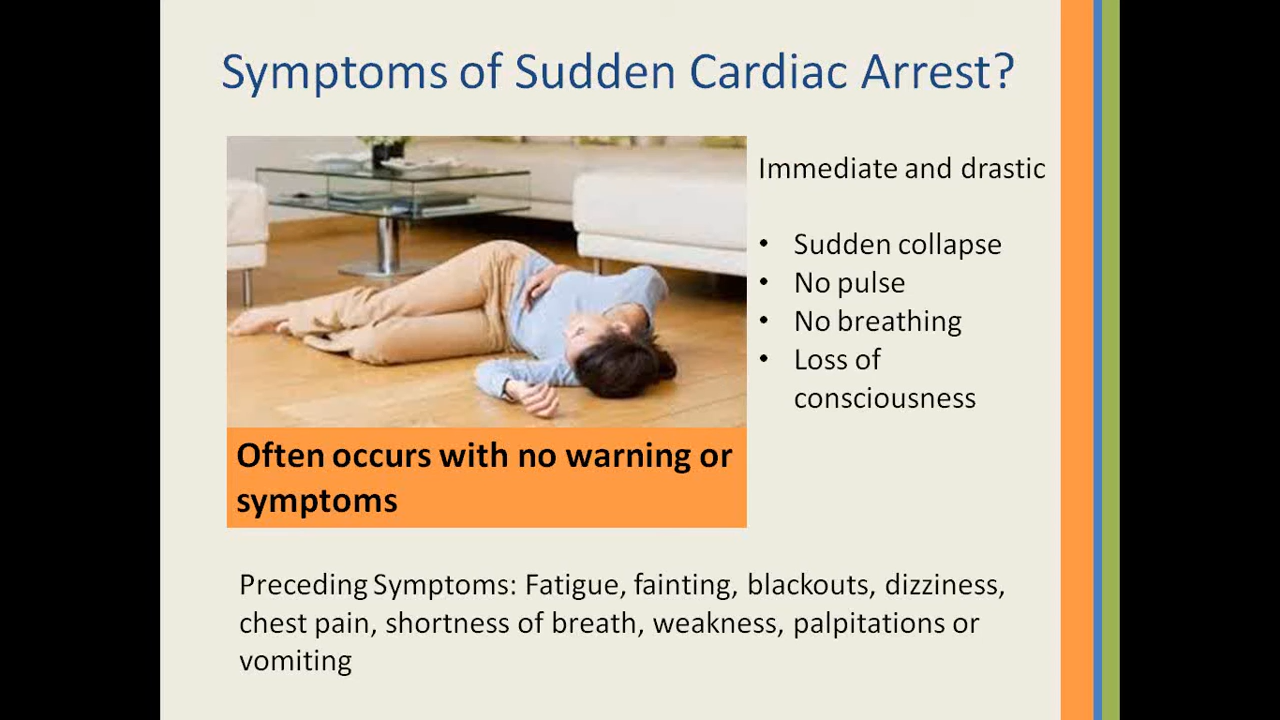 Symptoms of Sudden Cardiac Arrest?
Immediate and drastic
• Sudden collapse
• No pulse
• No breathing
• Loss of
consciousness
Often occurs with no warning or
symptoms
Preceding Symptoms: Fatigue, fainting, blackouts, dizziness,
chest pain, shortness of breath, weakness, palpitations or
vomiting